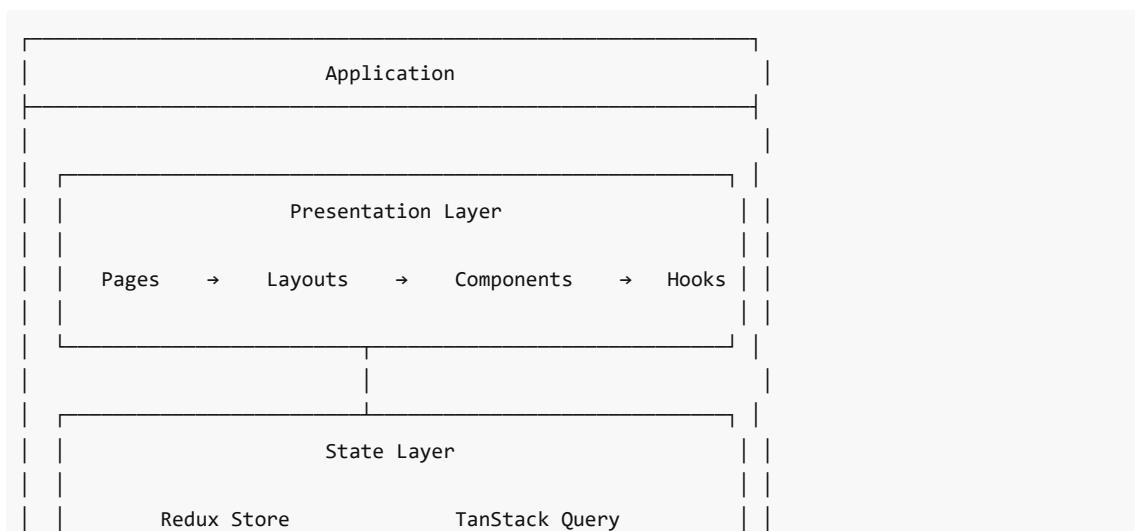 Application
Presentation Layer
Pages → Layouts → Components → Hooks
State Layer
Redux Store TanStack Query